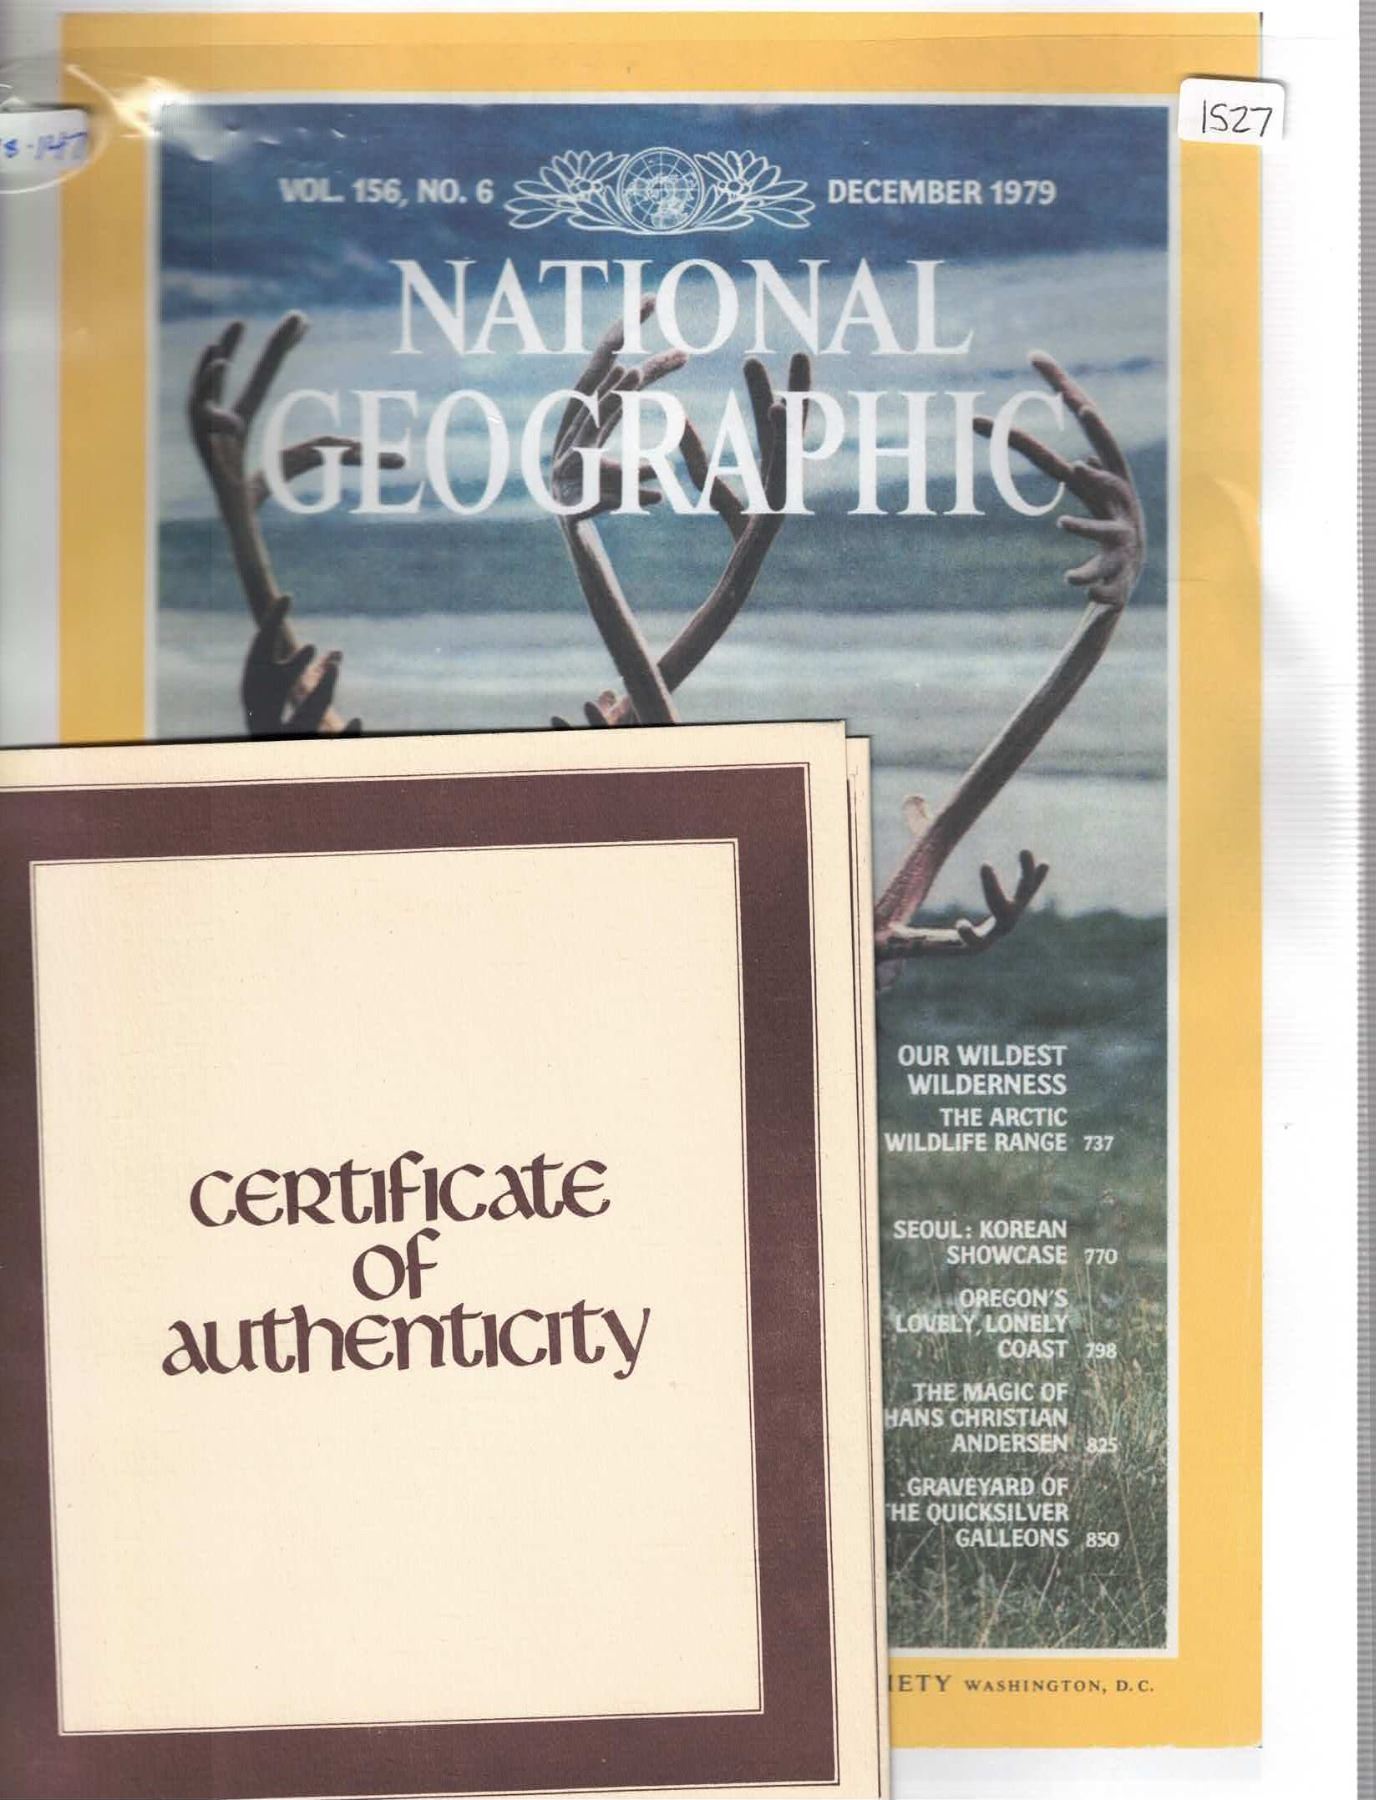 1527
VOL. 156, NO. 6
DECEMBER 1979
NATIONAL
GEOGRAPHIC
OUR WILDEST
WILDERNESS
THE ARCTIC
WILDLIFE RANGE 737
SEOUL: KOREAN
SHOWCASE 770
OREGON'S
LOVELY, LONELY
COAST 798
THE MAGIC OF
HANS CHRISTIAN
ANDERSEN 825
GRAVEYARD OF
HE QUICKSILVER
GALLEONS 850
IETY WASHINGTON, D.C.
certificate
of
authenticity